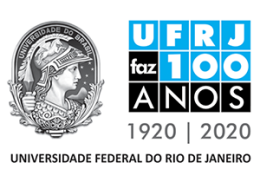 UNIVERSIDADE DO BRASIL
UFRJ
faz 100
ANOS
1920 | 2020
UNIVERSIDADE FEDERAL DO RIO DE JANEIRO